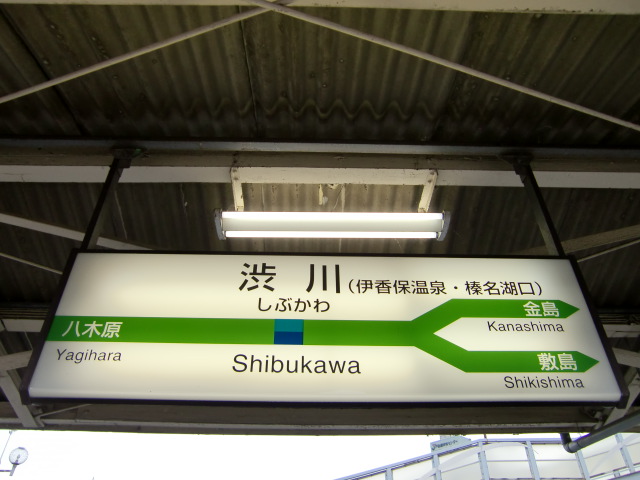 渋川(伊香保温泉・榛名湖口)
しぶかわ
八木原
Yagihara
Shibukawa
金島
Kanashima
敷島
Shikishima